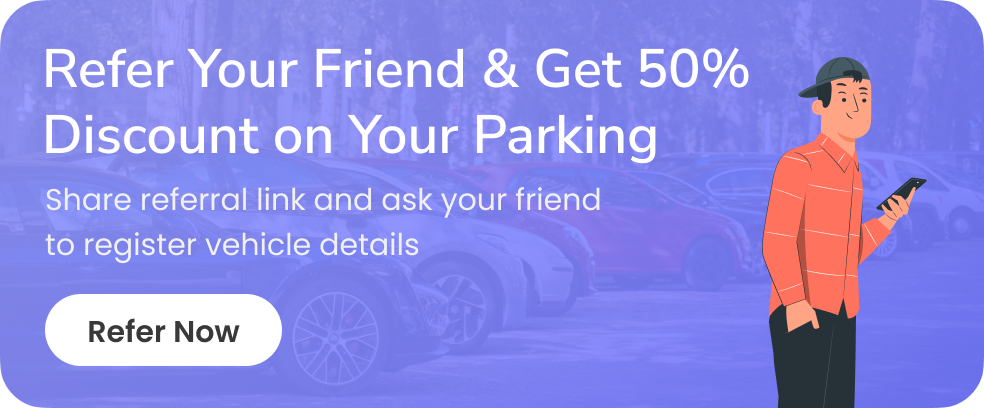 Refer Your Friend & Get 50%
Discount on Your Parking
Share referral link and ask your friend
to register vehicle details
Refer Now